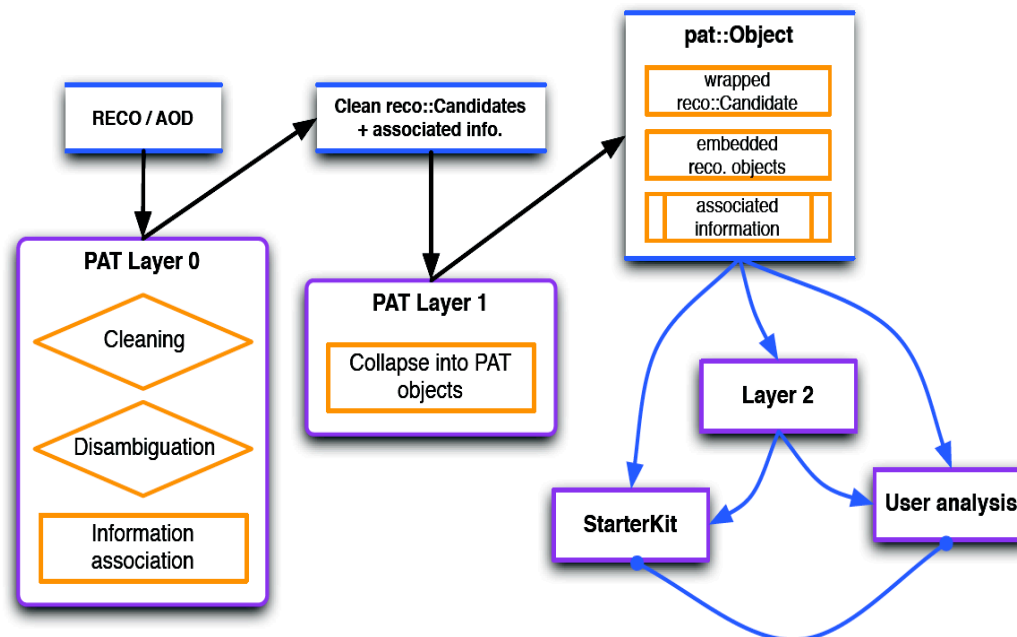 RECO / AOD
PAT Layer 0
Cleaning
Disambiguation
Information
association
Clean reco::Candidates
+ associated info.
PAT Layer 1
Collapse into PAT
objects
pat::Object
wrapped
reco::Candidate
embedded
reco. objects
associated
information
Layer 2
StarterKit
User analysis